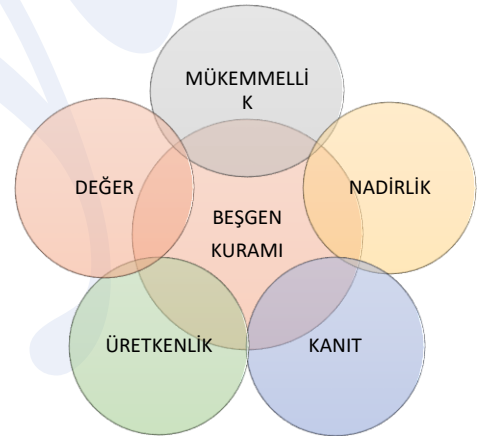 MÜKEMMELLİ
K
DEĞER
NADİRLİK
BEŞGEN
KURAMI
ÜRETKENLİK
KANIT